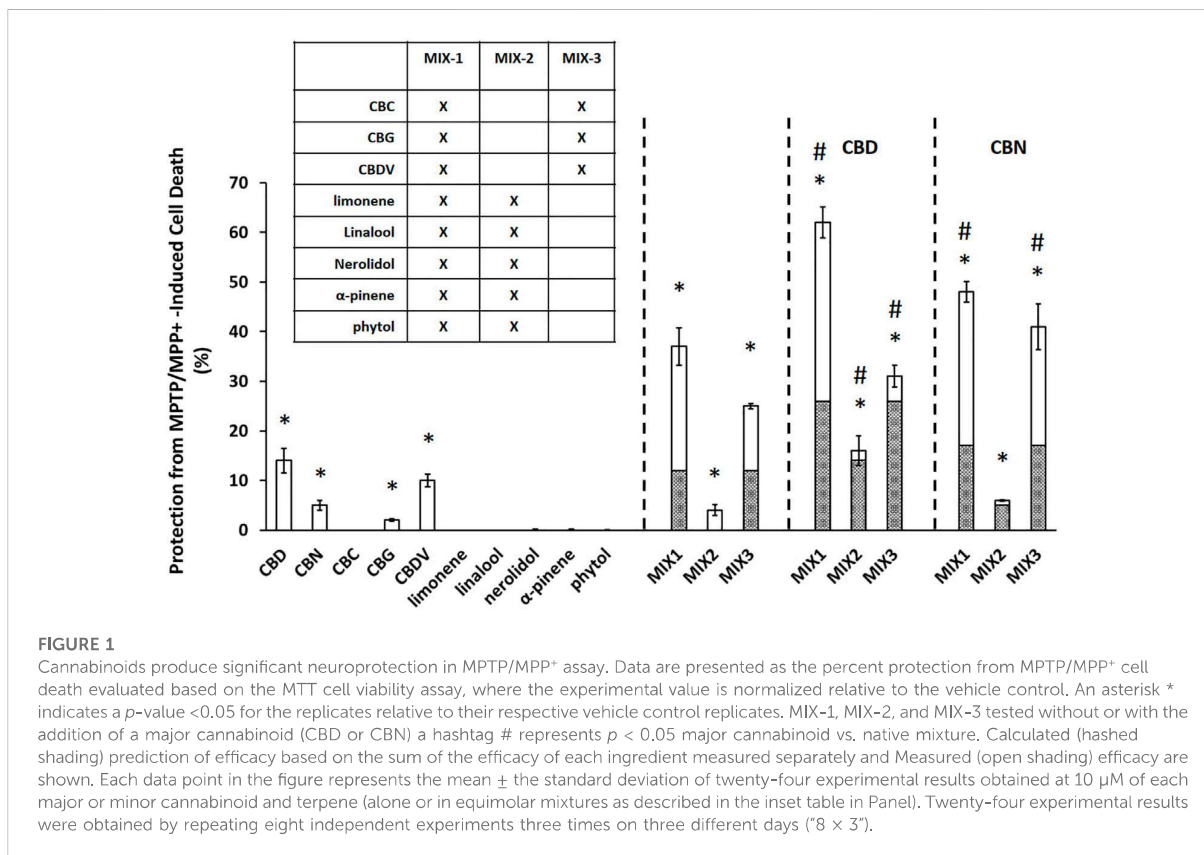 MIX-1 MIX-2 MIX-3
CBC X X
CBG X X
CBDV X X
limonene X X
Linalool X X
Nerolidol X X
α-pinene X X
phytol X X
CBD CBN
Protection from MPTP/MPP+ -Induced Cell Death
(%)
70
60
50
40
30
20
10
0
* * * * * * * # * # * # * # * * # *
CBD CBN CBC CBG CBDV limonene linalool nerolidol α-pinene phytol MIX1 MIX2 MIX3 MIX1 MIX2 MIX3 MIX1 MIX2 MIX3
FIGURE 1
Cannabinoids produce significant neuroprotection in MPTP/MPP⁺ assay. Data are presented as the percent protection from MPTP/MPP⁺ cell
death evaluated based on the MTT cell viability assay, where the experimental value is normalized relative to the vehicle control. An asterisk *
indicates a p-value <0.05 for the replicates relative to their respective vehicle control replicates. MIX-1, MIX-2, and MIX-3 tested without or with the
addition of a major cannabinoid (CBD or CBN) a hashtag # represents p < 0.05 major cannabinoid vs. native mixture. Calculated (hashed
shading) prediction of efficacy based on the sum of the efficacy of each ingredient measured separately and Measured (open shading) efficacy are
shown. Each data point in the figure represents the mean ± the standard deviation of twenty-four experimental results obtained at 10 μM of each
major or minor cannabinoid and terpene (alone or in equimolar mixtures as described in the inset table in Panel). Twenty-four experimental results
were obtained by repeating eight independent experiments three times on three different days ("8 × 3").